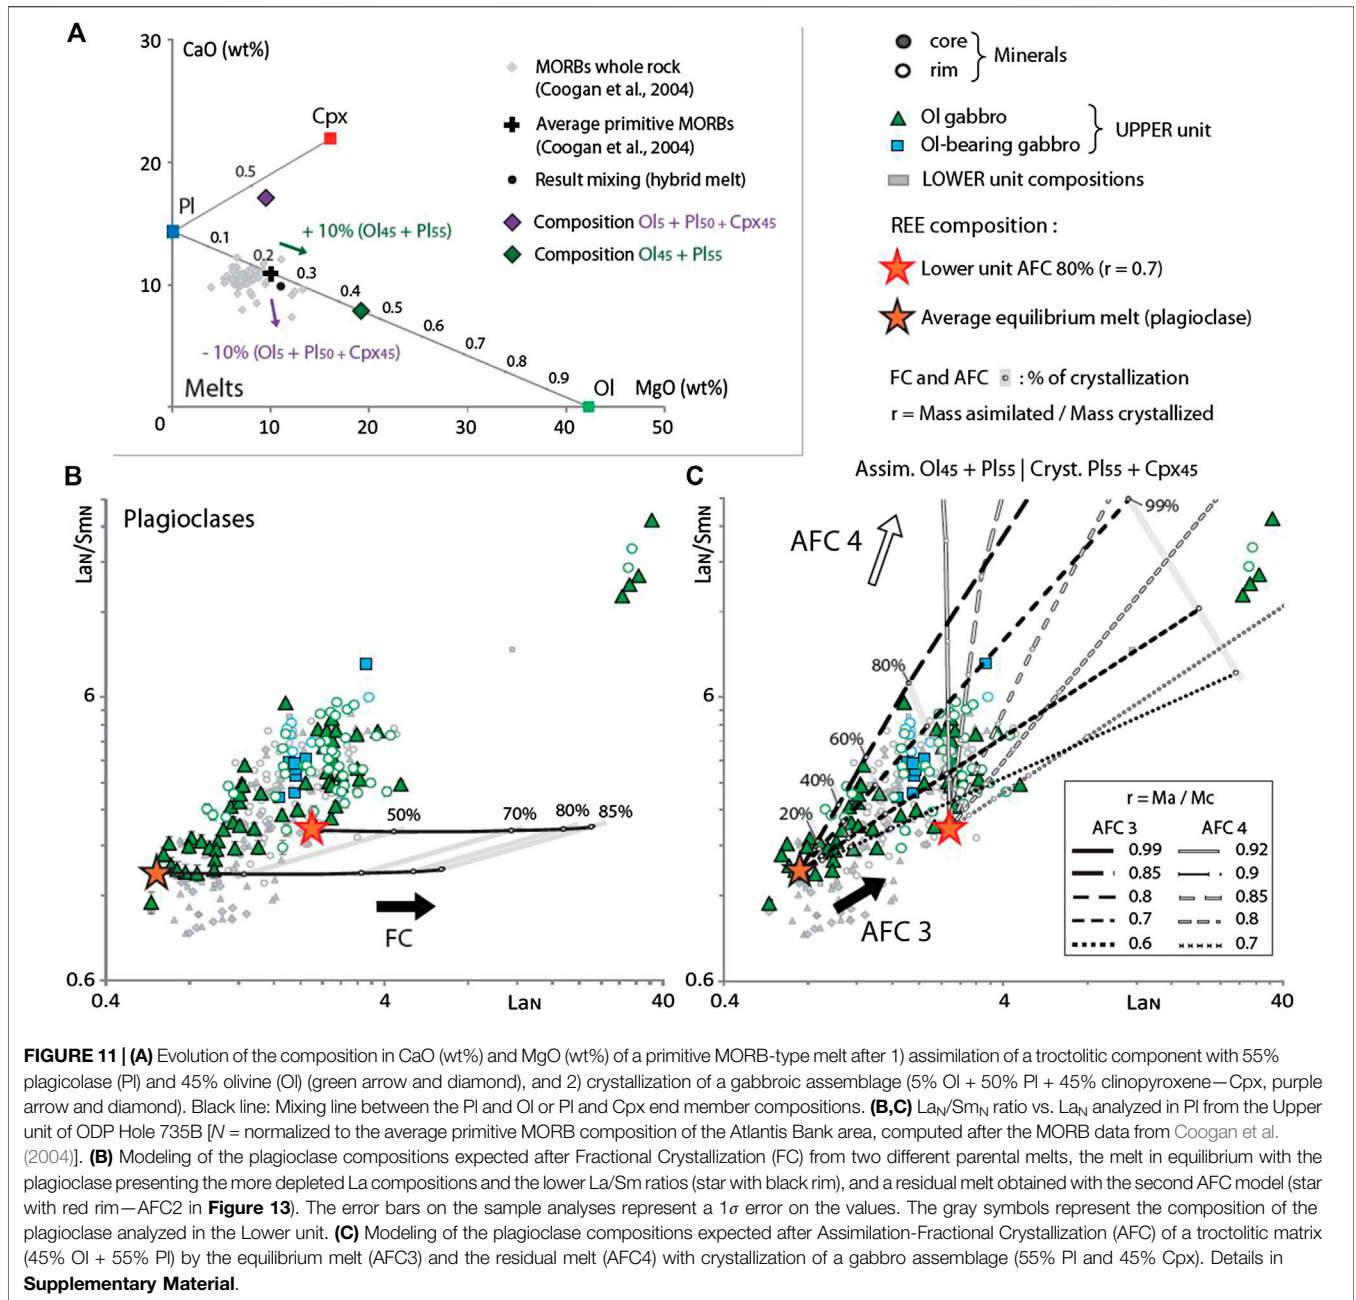 A
30
CaO (wt%)
Cpx
20
0.5
Pl
0.1
+ 10% (Ol45 + Pl55)
0.2
0.3
10
0.4
0.5
0.6
- 10% (Ol5 + Pl50 + Cpx45)
0.7
0.8
0.9
Melts
Ol
MgO (wt%)
0
10
20
30
40
50
MORBs whole rock
(Coogan et al., 2004)
Average primitive MORBs
(Coogan et al., 2004)
Result mixing (hybrid melt)
Composition Ol5 + Pl50 + Cpx45
Composition Ol45 + Pl55
core
rim
Minerals
Ol gabbro
Ol-bearing gabbro
UPPER unit
LOWER unit compositions
REE composition :
Lower unit AFC 80% (r = 0.7)
Average equilibrium melt (plagioclase)
FC and AFC : % of crystallization
r = Mass asimilated / Mass crystallized
B
Plagioclases
LaN/SmN
6
0.6
0.4
4
LaN
40
50%
70%
80%
85%
FC
C
Assim. Ol45 + Pl55 | Cryst. Pl55 + Cpx45
LaN/SmN
AFC 4
99%
80%
6
60%
40%
20%
AFC 3
0.6
0.4
4
LaN
40
r = Ma / Mc
AFC 3 AFC 4
0.99 0.92
0.85 0.9
0.8 0.85
0.7 0.8
0.6 0.7
FIGURE 11 | (A) Evolution of the composition in CaO (wt%) and MgO (wt%) of a primitive MORB-type melt after 1) assimilation of a troctolitic component with 55%
plagicolase (Pl) and 45% olivine (Ol) (green arrow and diamond), and 2) crystallization of a gabbroic assemblage (5% Ol + 50% Pl + 45% clinopyroxene—Cpx, purple
arrow and diamond). Black line: Mixing line between the Pl and Ol or Pl and Cpx end member compositions. (B,C) LaN/SmN ratio vs. LaN analyzed in Pl from the Upper
unit of ODP Hole 735B [N = normalized to the average primitive MORB composition of the Atlantis Bank area, computed after the MORB data from Coogan et al.
(2004)]. (B) Modeling of the plagioclase compositions expected after Fractional Crystallization (FC) from two different parental melts, the melt in equilibrium with the
plagioclase presenting the more depleted La compositions and the lower La/Sm ratios (star with black rim), and a residual melt obtained with the second AFC model (star
with red rim—AFC2 in Figure 13). The error bars on the sample analyses represent a 1σ error on the values. The gray symbols represent the composition of the
plagioclase analyzed in the Lower unit. (C) Modeling of the plagioclase compositions expected after Assimilation-Fractional Crystallization (AFC) of a troctolitic matrix
(45% Ol + 55% Pl) by the equilibrium melt (AFC3) and the residual melt (AFC4) with crystallization of a gabbro assemblage (55% Pl and 45% Cpx). Details in
Supplementary Material.